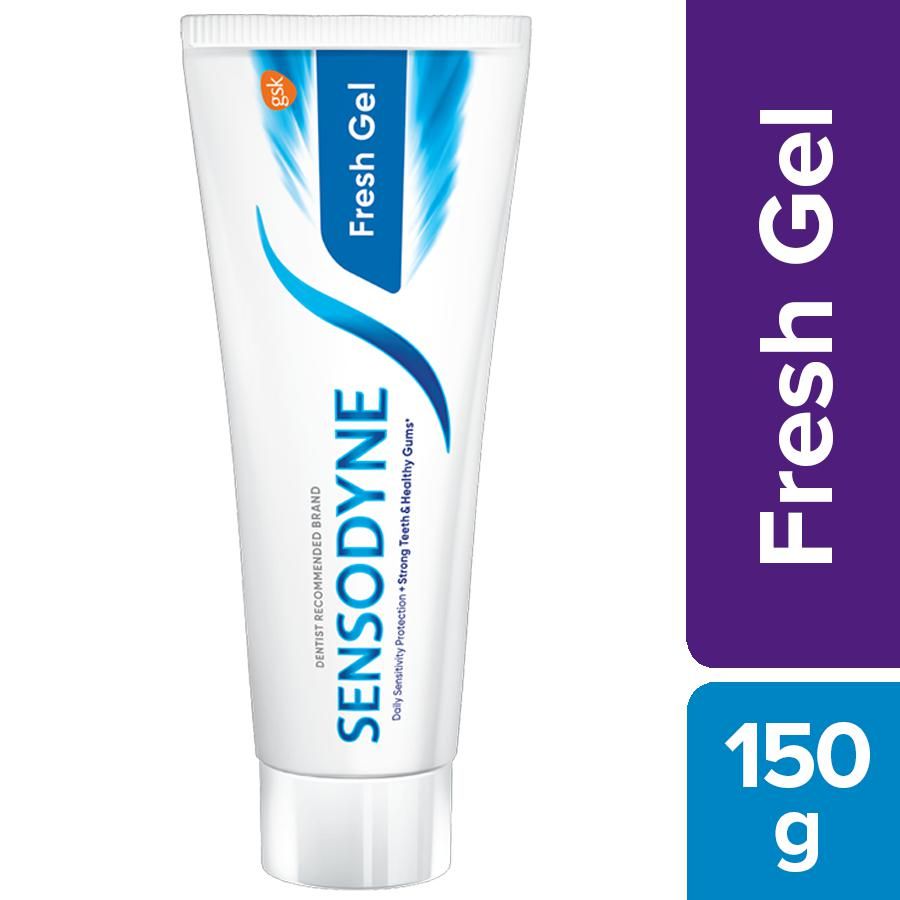 gsk
Fresh Gel
DENTIST RECOMMENDED BRAND
SENSODYNE
Daily Sensitivity Protection + Strong Teeth & Healthy Gums*
Fresh Gel
150
g